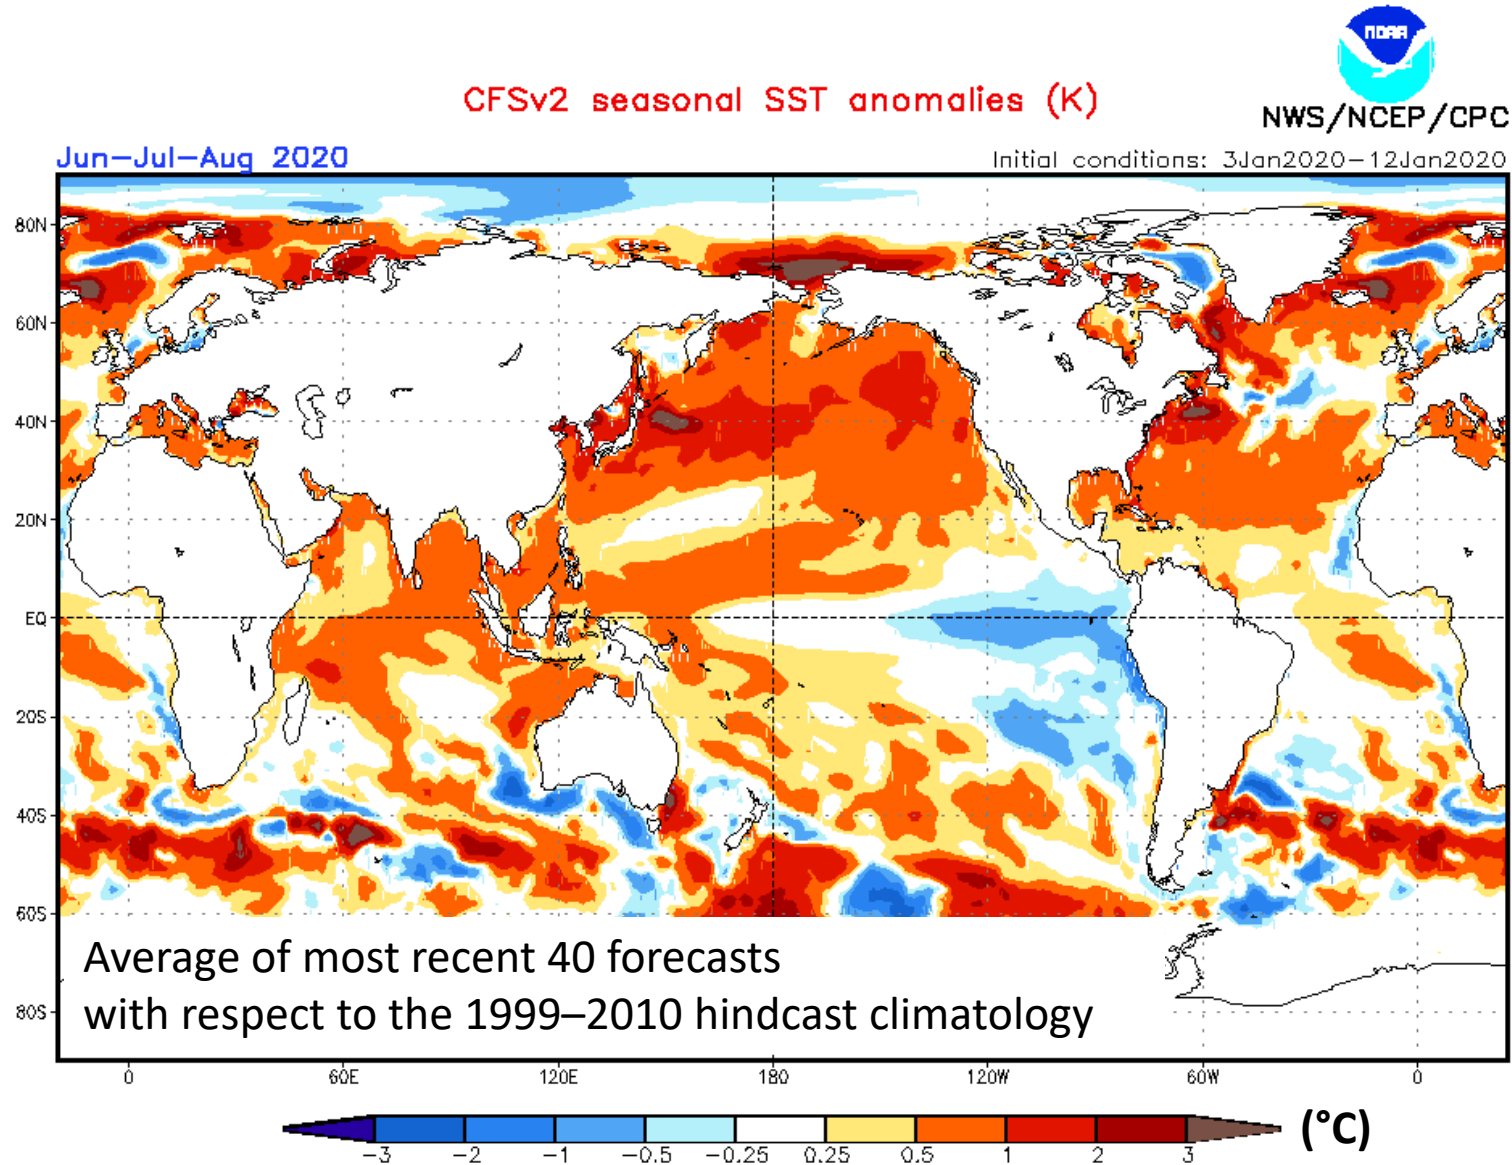 NOAA
CFSv2 seasonal SST anomalies (K)
NWS/NCEP/CPC
Jun-Jul-Aug 2020
Initial conditions: 3Jan2020-12Jan2020
80N
60N
40N
20N
EQ
20S
40S
60S
80S
Average of most recent 40 forecasts
with respect to the 1999–2010 hindcast climatology
0 60E 120E 180 120W 60W 0
-3 -2 -1 -0.5 -0.25 0.25 0.5 1 2 3
(°C)